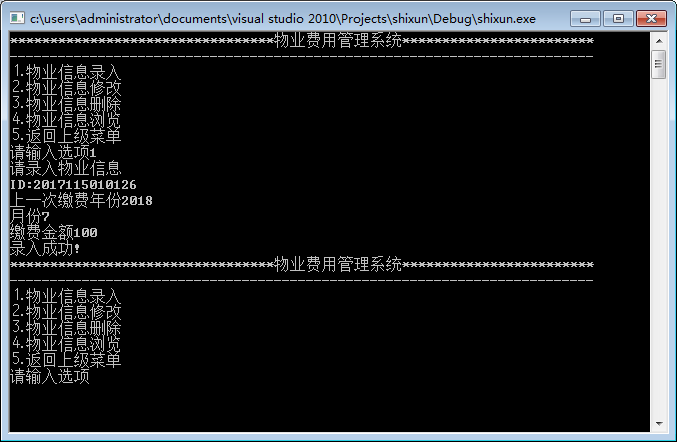 c:\users\administrator\documents\visual studio 2010\Projects\shixun\Debug\shixun.exe
*********************************物业费用管理系统************************
-------------------------------------------------------------------------
1.物业信息录入
2.物业信息修改
3.物业信息删除
4.物业信息浏览
5.返回上级菜单
请输入选项1
请录入物业信息
ID:2017115010126
上一次缴费年份2018
月份7
缴费金额100
录入成功!
*********************************物业费用管理系统************************
-------------------------------------------------------------------------
1.物业信息录入
2.物业信息修改
3.物业信息删除
4.物业信息浏览
5.返回上级菜单
请输入选项